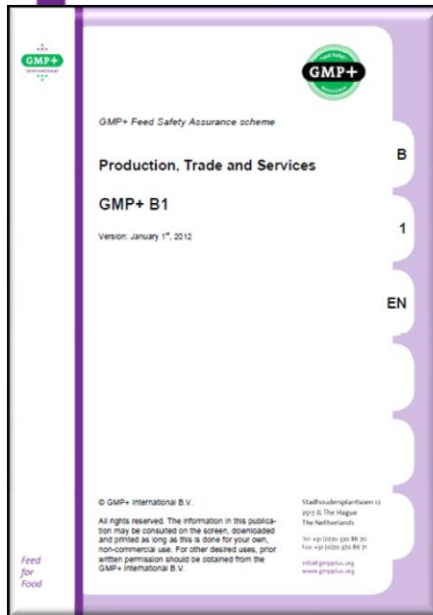 GMP+
International
Feed Safety
GMP+
Assurance
GMP+ Feed Safety Assurance scheme
Production, Trade and Services
B
GMP+ B1
Version: January 1st, 2012
1
EN
© GMP+ International B.V.
All rights reserved. The information in this publica-
tion may be consulted on the screen, downloaded
and printed as long as this is done for your own,
non-commercial use. For other desired uses, prior
written permission should be obtained from the
GMP+ International B.V.
Stadhoudersplantsoen 12
2517 JL The Hague
The Netherlands
info@gmpplus.org
www.gmpplus.org
Feed
for
Food